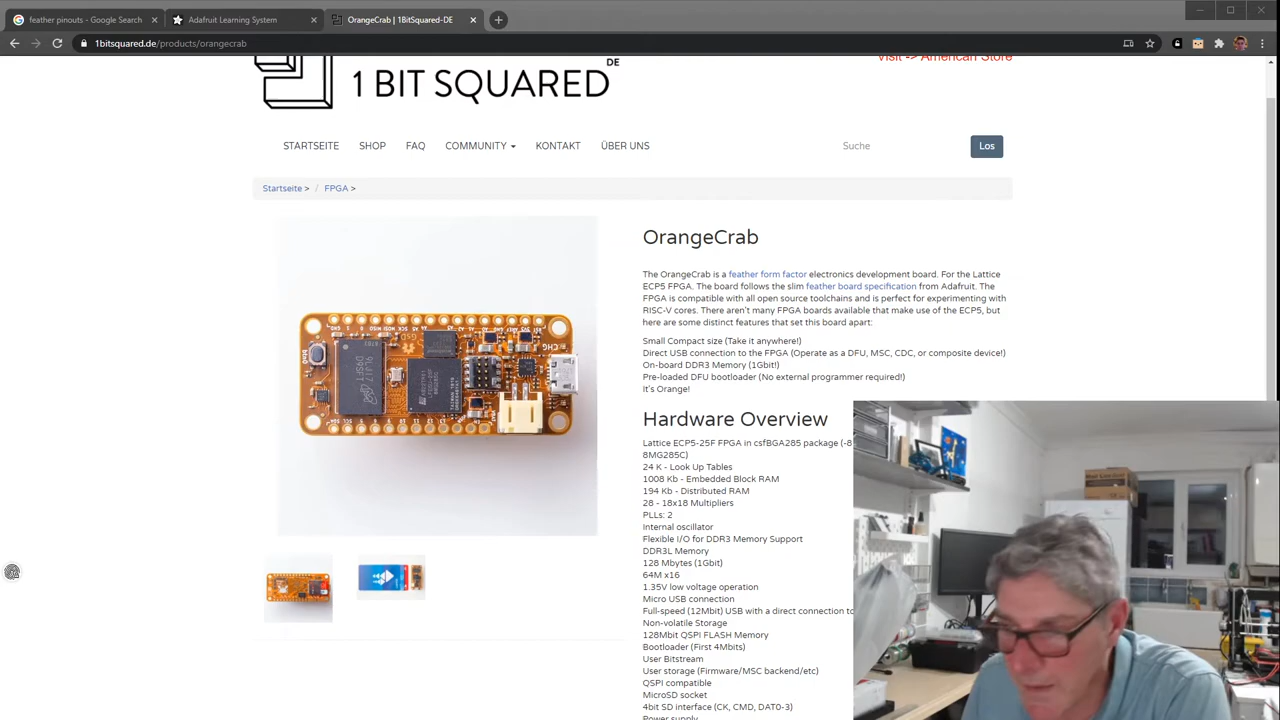 feather pinouts - Google Search
Adafruit Learning System
OrangeCrab | 1BitSquared-DE
1bitsquared.de/products/orangecrab
Visit -> American Store
DE
1 BIT SQUARED
STARTSEITE SHOP FAQ COMMUNITY KONTAKT ÜBER UNS
Suche Los
Startseite > / FPGA >
OrangeCrab
The OrangeCrab is a feather form factor electronics development board. For the Lattice
ECP5 FPGA. The board follows the slim feather board specification from Adafruit. The
FPGA is compatible with all open source toolchains and is perfect for experimenting with
RISC-V cores. There aren't many FPGA boards available that make use of the ECP5, but
here are some distinct features that set this board apart:
Small Compact size (Take it anywhere!)
Direct USB connection to the FPGA (Operate as a DFU, MSC, CDC, or composite device!)
On-board DDR3 Memory (1Gbit!)
Pre-loaded DFU bootloader (No external programmer required!)
It's Orange!
Hardware Overview
Lattice ECP5-25F FPGA in csfBGA285 package (-8
8MG285C)
24 K - Look Up Tables
1008 Kb - Embedded Block RAM
194 Kb - Distributed RAM
28 - 18x18 Multipliers
PLLs: 2
Internal oscillator
Flexible I/O for DDR3 Memory Support
DDR3L Memory
128 Mbytes (1Gbit)
64M x16
1.35V low voltage operation
Micro USB connection
Full-speed (12Mbit) USB with a direct connection to
Non-volatile Storage
128Mbit QSPI FLASH Memory
Bootloader (First 4Mbits)
User Bitstream
User storage (Firmware/MSC backend/etc)
QSPI compatible
MicroSD socket
4bit SD interface (CK, CMD, DAT0-3)
Power supply